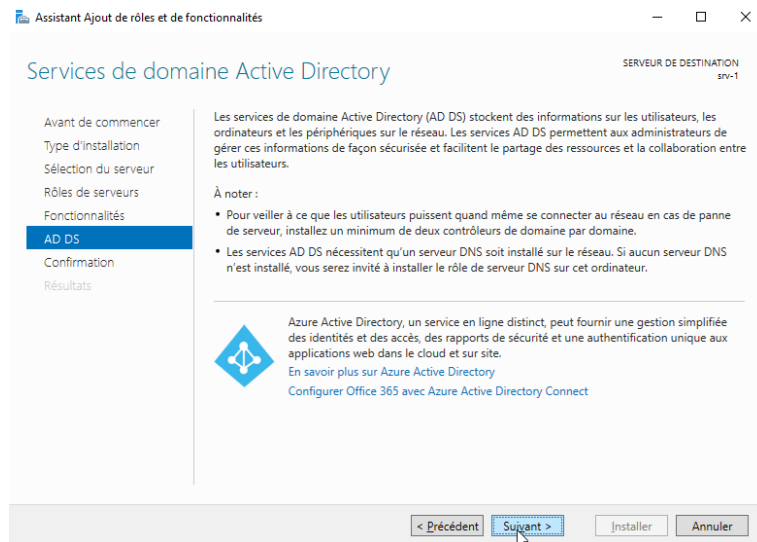 Assistant Ajout de rôles et de fonctionnalités
Services de domaine Active Directory
SERVEUR DE DESTINATION
srv-1
Avant de commencer
Type d'installation
Sélection du serveur
Rôles de serveurs
Fonctionnalités
AD DS
Confirmation
Résultats
Les services de domaine Active Directory (AD DS) stockent des informations sur les utilisateurs, les
ordinateurs et les périphériques sur le réseau. Les services AD DS permettent aux administrateurs de
gérer ces informations de façon sécurisée et facilitent le partage des ressources et la collaboration entre
les utilisateurs.
À noter :
• Pour veiller à ce que les utilisateurs puissent quand même se connecter au réseau en cas de panne
de serveur, installez un minimum de deux contrôleurs de domaine par domaine.
• Les services AD DS nécessitent qu'un serveur DNS soit installé sur le réseau. Si aucun serveur DNS
n'est installé, vous serez invité à installer le rôle de serveur DNS sur cet ordinateur.
Azure Active Directory, un service en ligne distinct, peut fournir une gestion simplifiée
des identités et des accès, des rapports de sécurité et une authentification unique aux
applications web dans le cloud et sur site.
En savoir plus sur Azure Active Directory
Configurer Office 365 avec Azure Active Directory Connect
< Précédent
Suivant >
Installer
Annuler